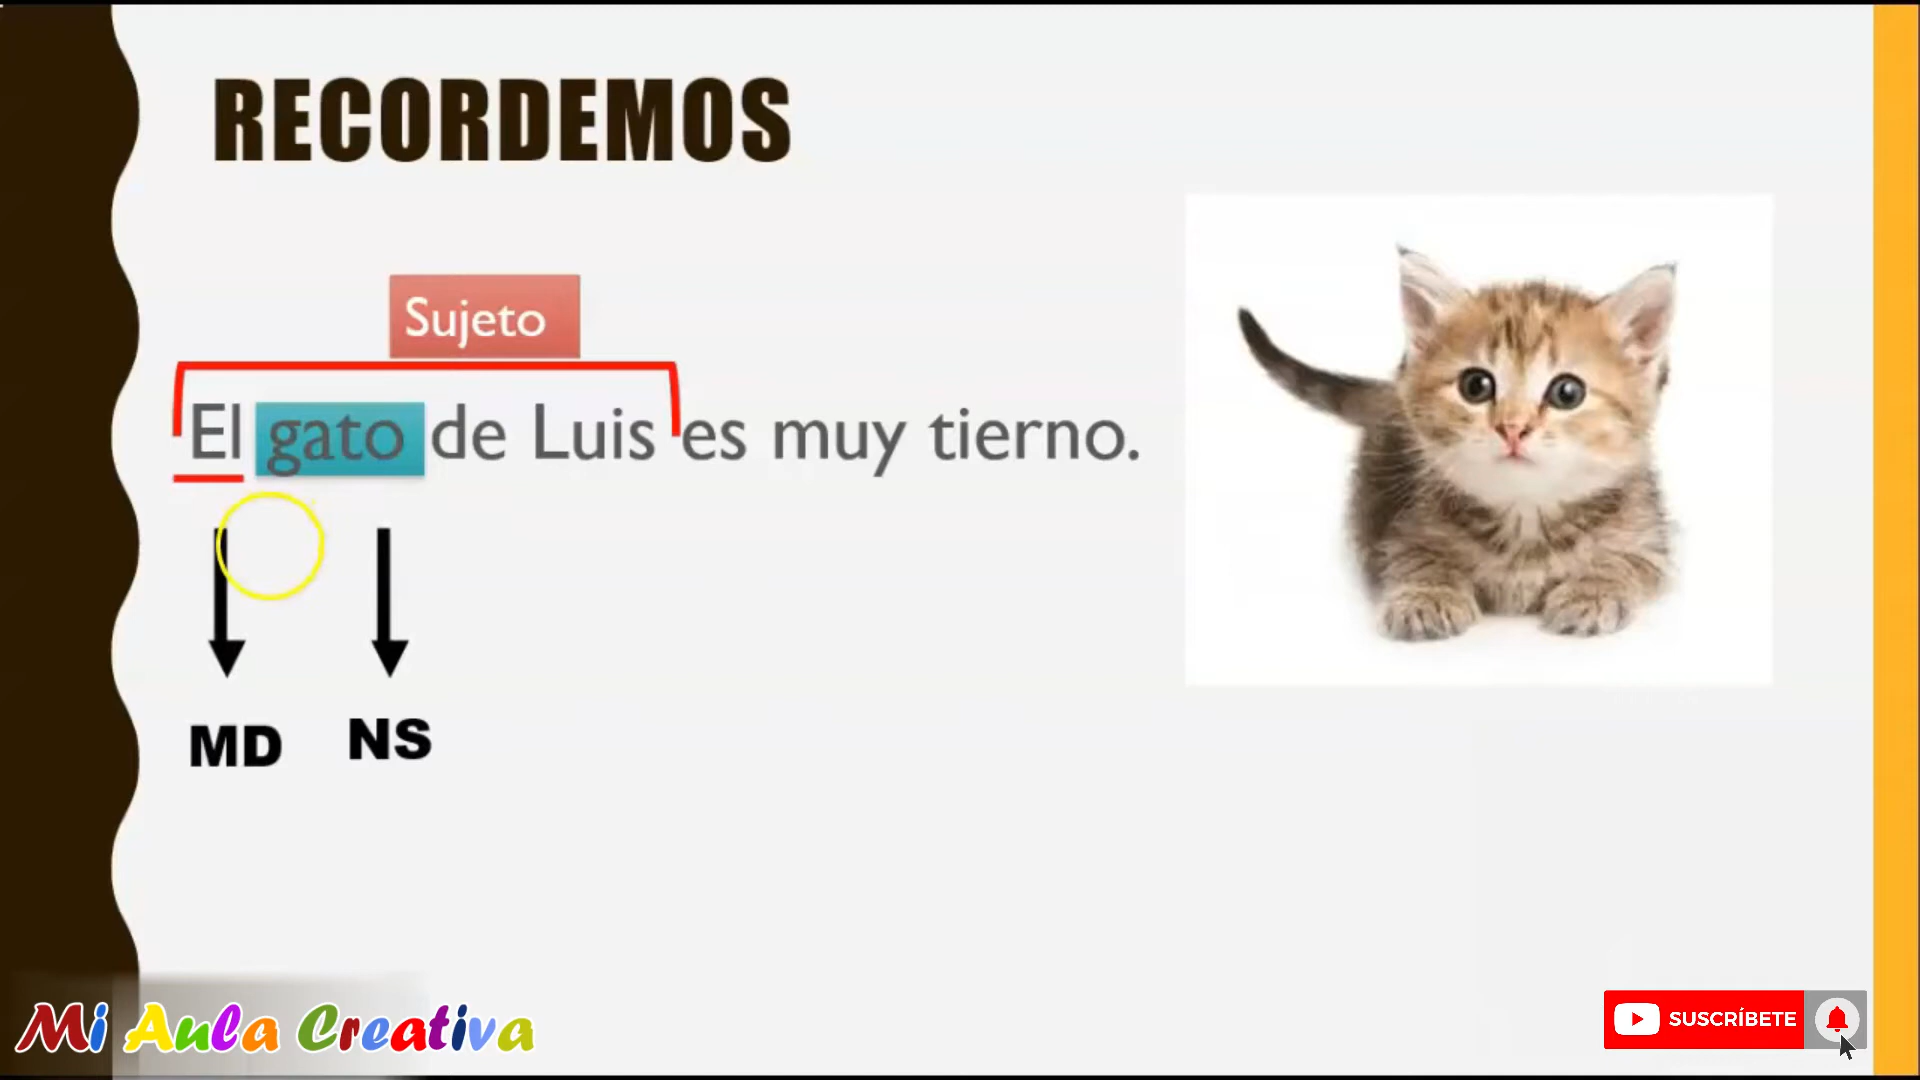 RECORDEMOS
Sujeto
El gato de Luis es muy tierno.
MD NS
Mi Aula Creativa
SUSCRÍBETE